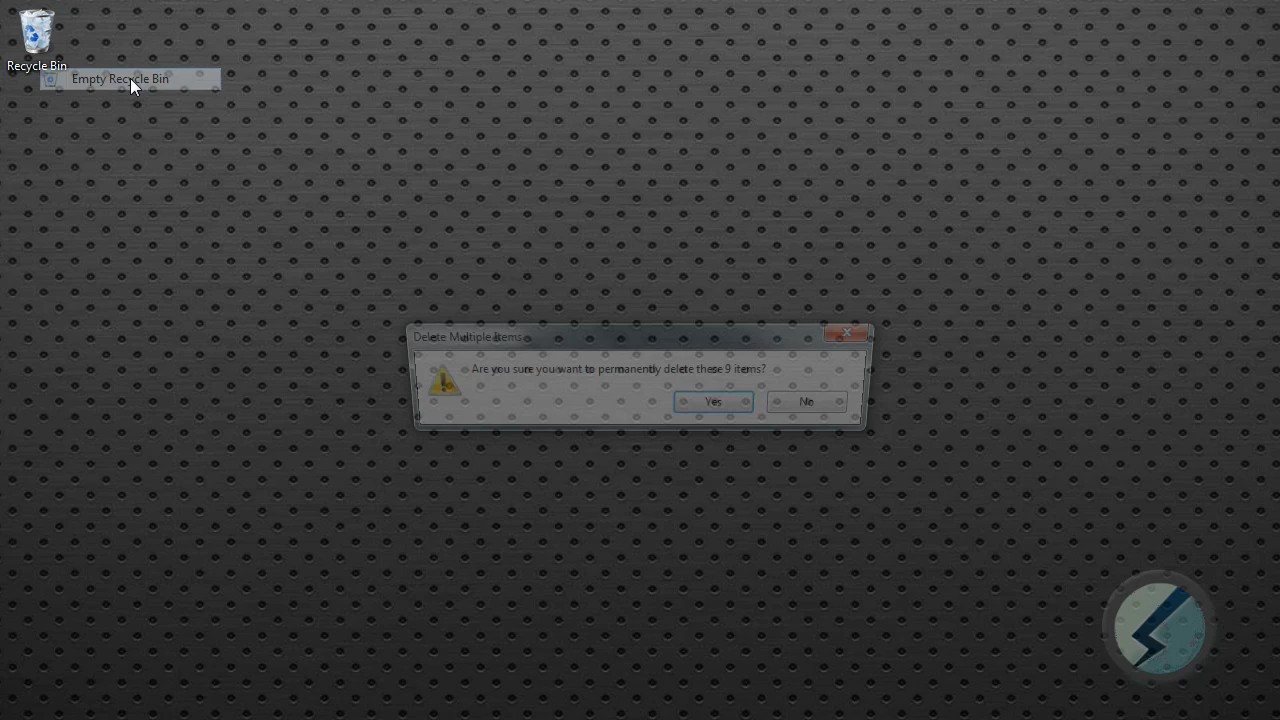 Recycle Bin
Empty Recycle Bin
Delete Multiple Items
Are you sure you want to permanently delete these 9 items?
Yes
No